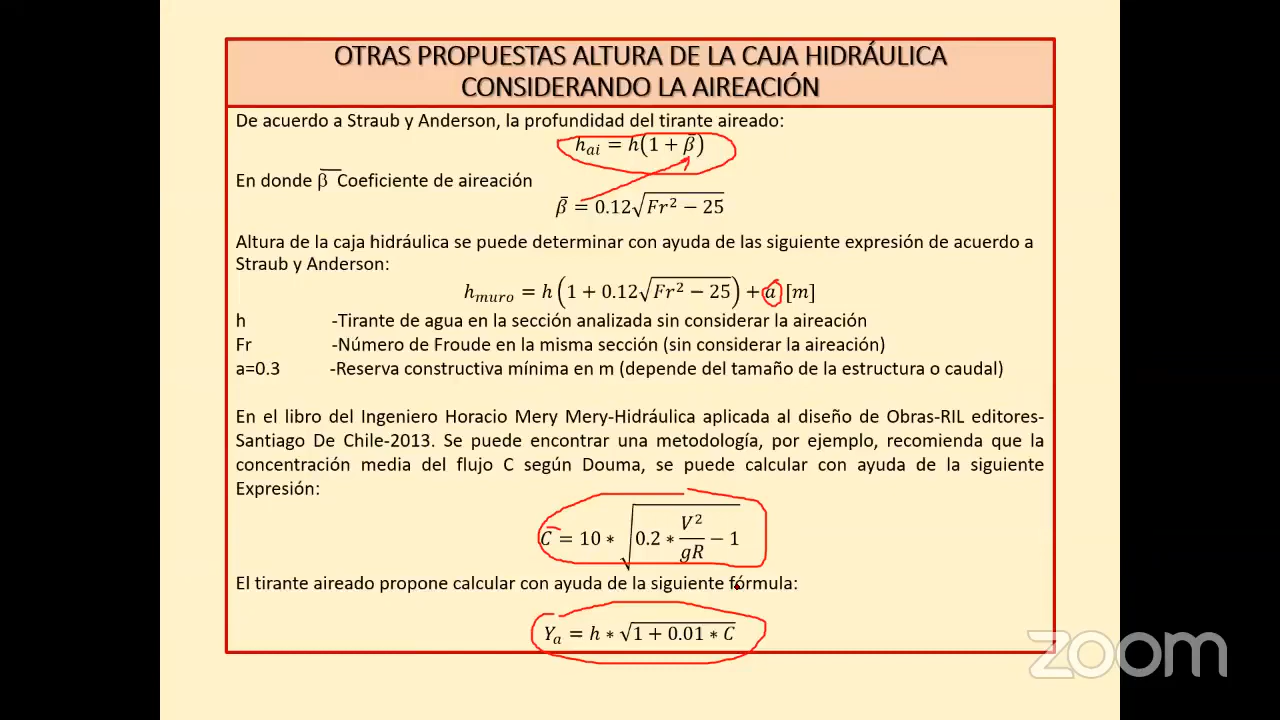 OTRAS PROPUESTAS ALTURA DE LA CAJA HIDRÁULICA
CONSIDERANDO LA AIREACIÓN
De acuerdo a Straub y Anderson, la profundidad del tirante aireado:
h_{ai} = h(1 + β̄)
En donde β̄ Coeficiente de aireación
β̄ = 0.12√(Fr² − 25)
Altura de la caja hidráulica se puede determinar con ayuda de las siguiente expresión de acuerdo a
Straub y Anderson:
h_{muro} = h (1 + 0.12√(Fr² − 25)) + a [m]
h -Tirante de agua en la sección analizada sin considerar la aireación
Fr -Número de Froude en la misma sección (sin considerar la aireación)
a=0.3 -Reserva constructiva mínima en m (depende del tamaño de la estructura o caudal)
En el libro del Ingeniero Horacio Mery Mery-Hidráulica aplicada al diseño de Obras-RIL editores-
Santiago De Chile-2013. Se puede encontrar una metodología, por ejemplo, recomienda que la
concentración media del flujo C según Douma, se puede calcular con ayuda de la siguiente
Expresión:
C = 10 ∗ √(0.2 ∗ V²/gR − 1)
El tirante aireado propone calcular con ayuda de la siguiente fórmula:
Y_a = h ∗ √(1 + 0.01 ∗ C)
zoom